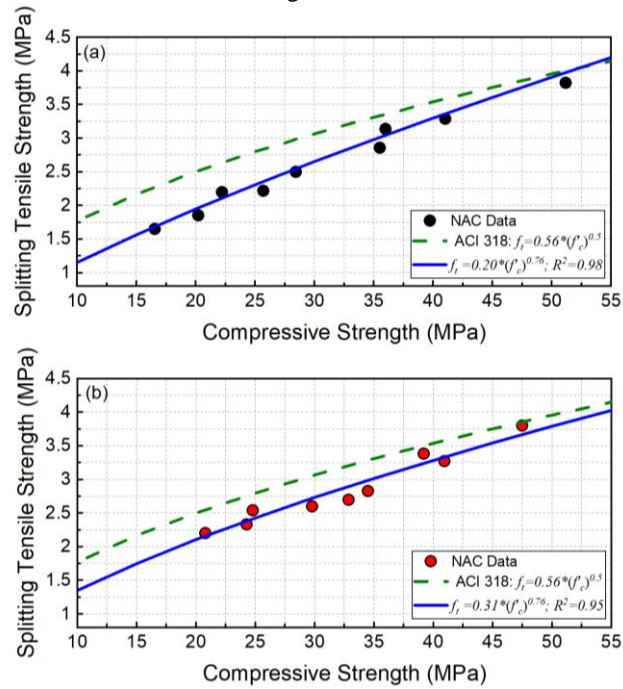 (a)
4.5
4
3.5
3
2.5
2
1.5
1
Splitting Tensile Strength (MPa)
NAC Data
ACI 318: fₜ=0.56*(f'c)^0.5
fₜ =0.20*(f'c)^0.76; R²=0.98
10 15 20 25 30 35 40 45 50 55
Compressive Strength (MPa)
(b)
4.5
4
3.5
3
2.5
2
1.5
1
Splitting Tensile Strength (MPa)
NAC Data
ACI 318: fₜ=0.56*(f'c)^0.5
fₜ =0.31*(f'c)^0.76; R²=0.95
10 15 20 25 30 35 40 45 50 55
Compressive Strength (MPa)